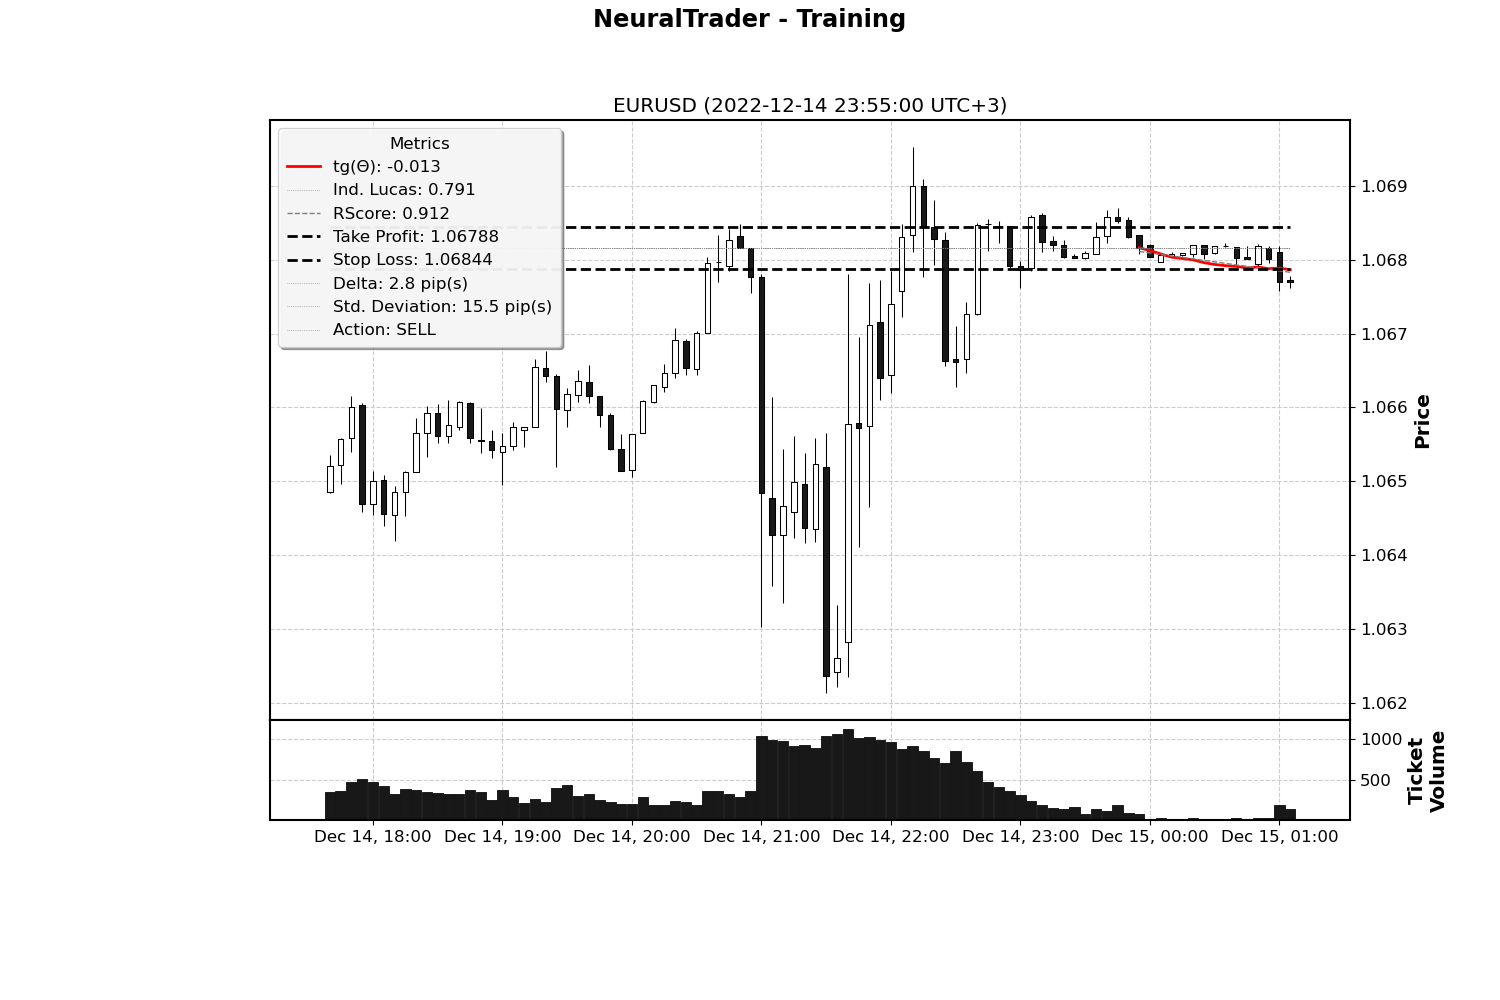 NeuralTrader - Training
EURUSD (2022-12-14 23:55:00 UTC+3)
Metrics
tg(Θ): -0.013
Ind. Lucas: 0.791
RScore: 0.912
Take Profit: 1.06788
Stop Loss: 1.06844
Delta: 2.8 pip(s)
Std. Deviation: 15.5 pip(s)
Action: SELL
1.069
1.068
1.067
1.066
1.065
1.064
1.063
1.062
Price
1000
500
Ticket
Volume
Dec 14, 18:00 Dec 14, 19:00 Dec 14, 20:00 Dec 14, 21:00 Dec 14, 22:00 Dec 14, 23:00 Dec 15, 00:00 Dec 15, 01:00